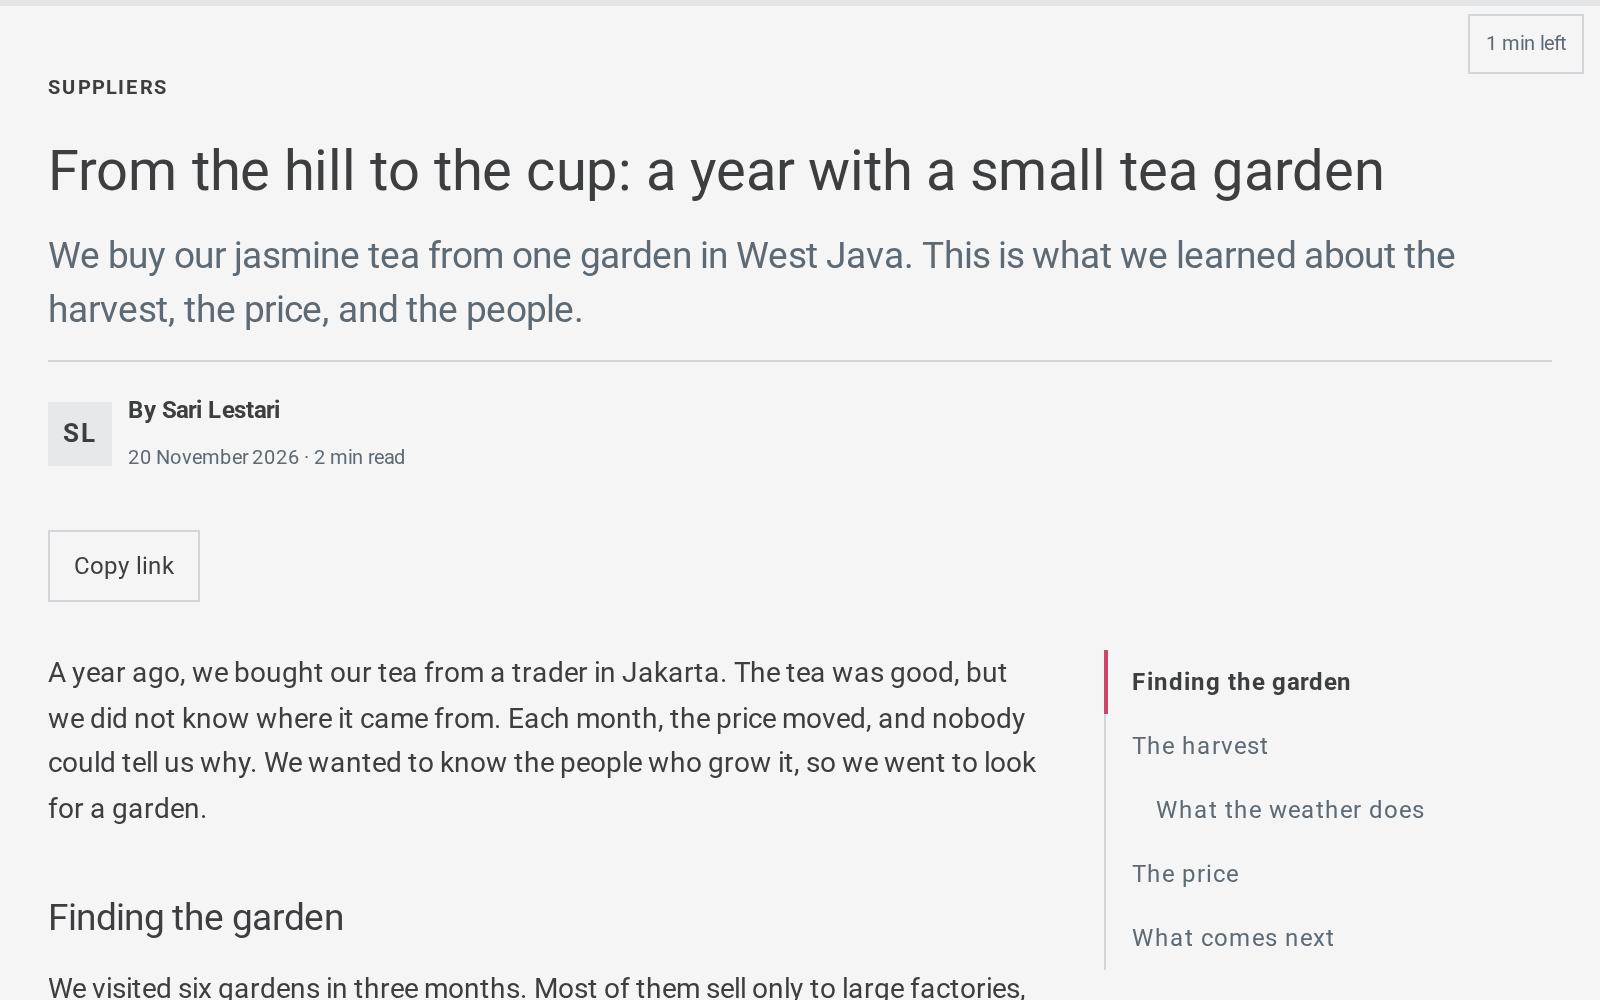 1 min left
SUPPLIERS
From the hill to the cup: a year with a small tea garden
We buy our jasmine tea from one garden in West Java. This is what we learned about the
harvest, the price, and the people.
SL
By Sari Lestari
20 November 2026 · 2 min read
Copy link
A year ago, we bought our tea from a trader in Jakarta. The tea was good, but
we did not know where it came from. Each month, the price moved, and nobody
could tell us why. We wanted to know the people who grow it, so we went to look
for a garden.
Finding the garden
We visited six gardens in three months. Most of them sell only to large factories,
Finding the garden
The harvest
What the weather does
The price
What comes next